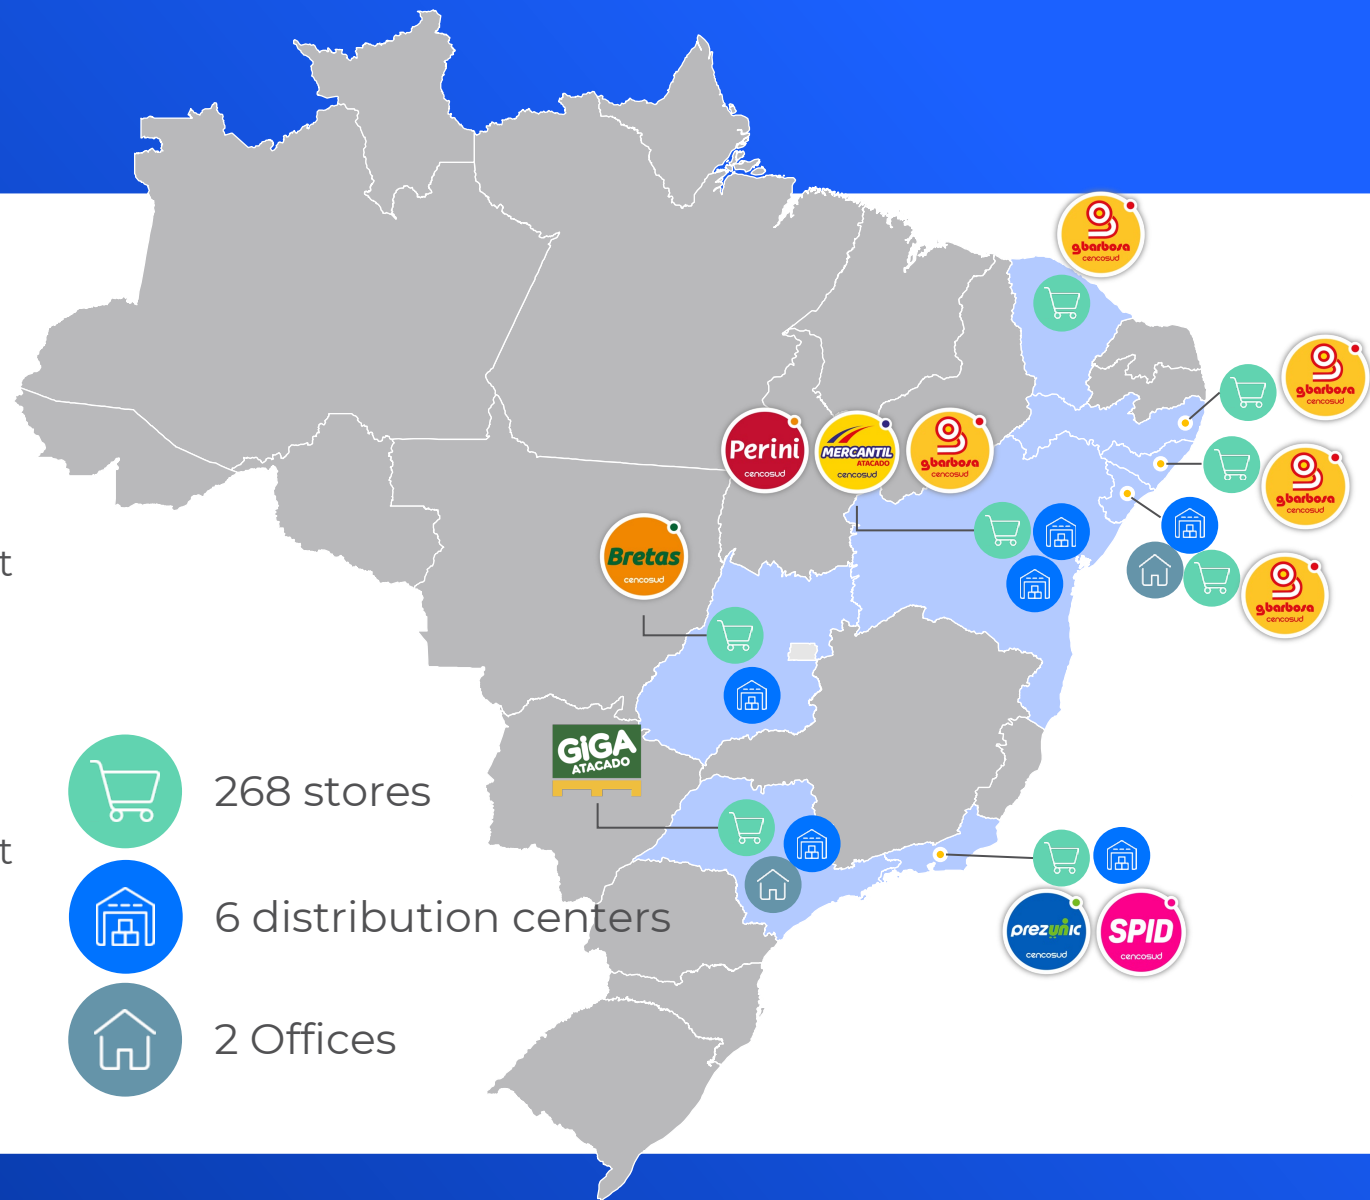 gbarbosa
cencosud
gbarbosa
cencosud
Perini
cencosud
MERCANTIL
ATACADO
cencosud
gbarbosa
cencosud
gbarbosa
cencosud
Bretas
cencosud
gbarbosa
cencosud
t
GiGA
ATACADO
268 stores
t
6 distribution centers
prezunic
cencosud
SPID
cencosud
2 Offices